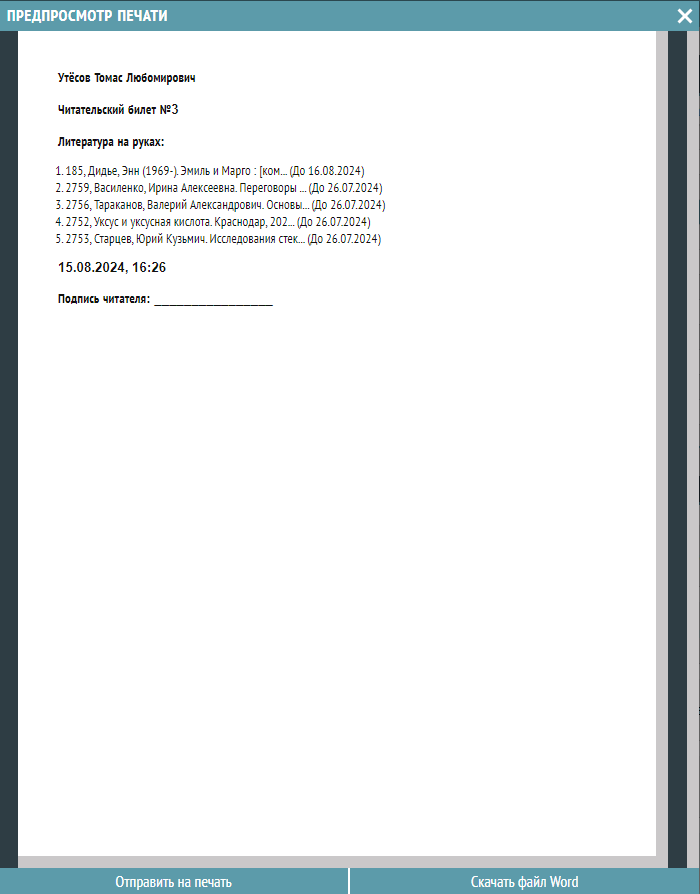 ПРЕДПРОСМОТР ПЕЧАТИ
Утёсов Томас Любомирович
Читательский билет №3
Литература на руках:
1. 185, Дидье, Энн (1969-). Эмиль и Марго : [ком... (До 16.08.2024)
2. 2759, Василенко, Ирина Алексеевна. Переговоры ... (До 26.07.2024)
3. 2756, Тараканов, Валерий Александрович. Основы... (До 26.07.2024)
4. 2752, Уксус и уксусная кислота. Краснодар, 202... (До 26.07.2024)
5. 2753, Старцев, Юрий Кузьмич. Исследования стек... (До 26.07.2024)
15.08.2024, 16:26
Подпись читателя: ________________
Отправить на печать
Скачать файл Word